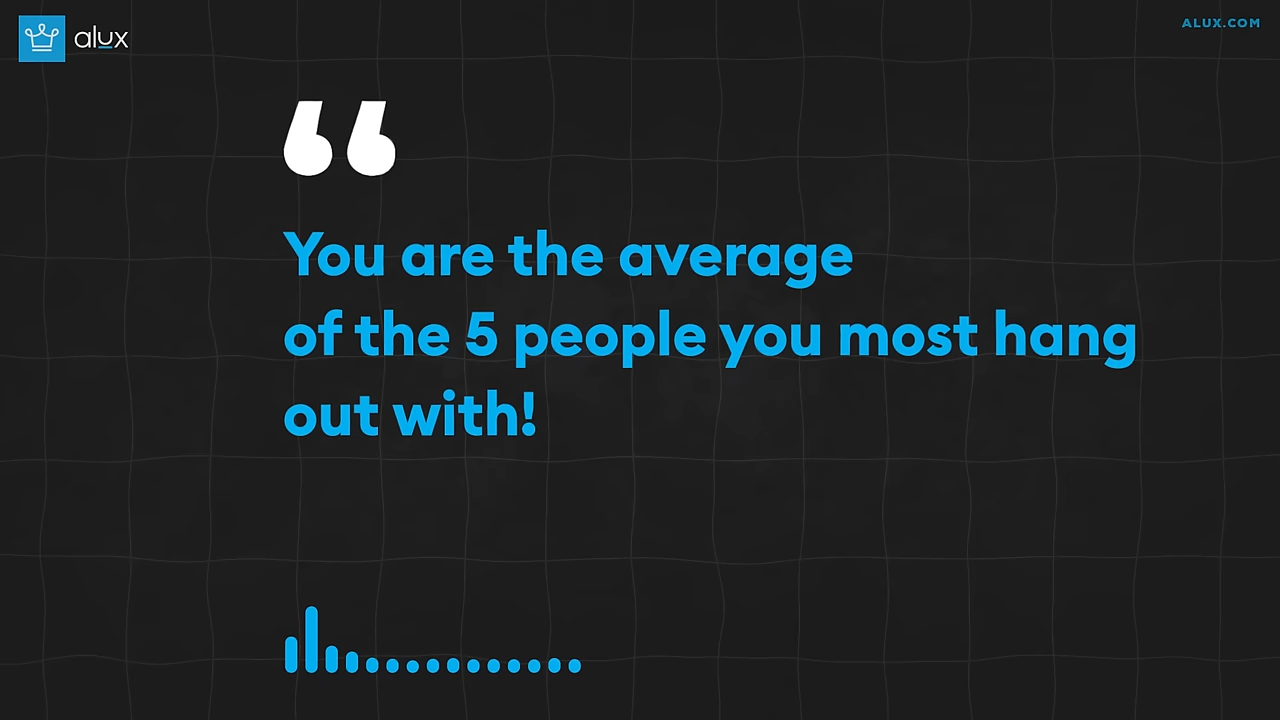 alux
ALUX.COM
“
You are the average
of the 5 people you most hang
out with!